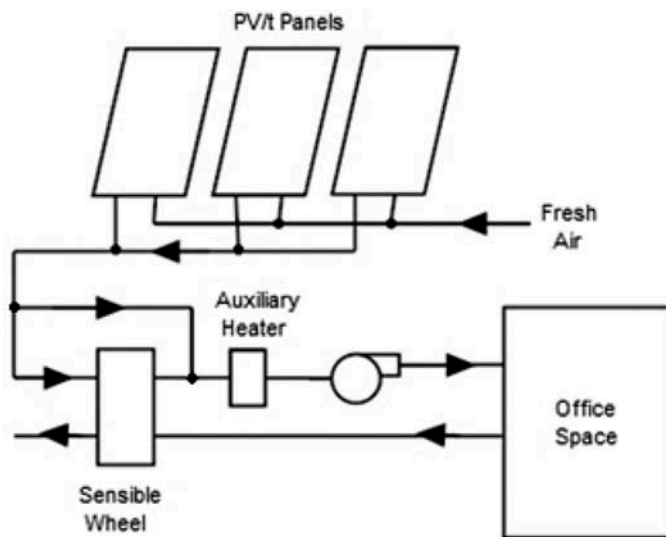 PV/t Panels
Fresh
Air
Auxiliary
Heater
Office
Space
Sensible
Wheel